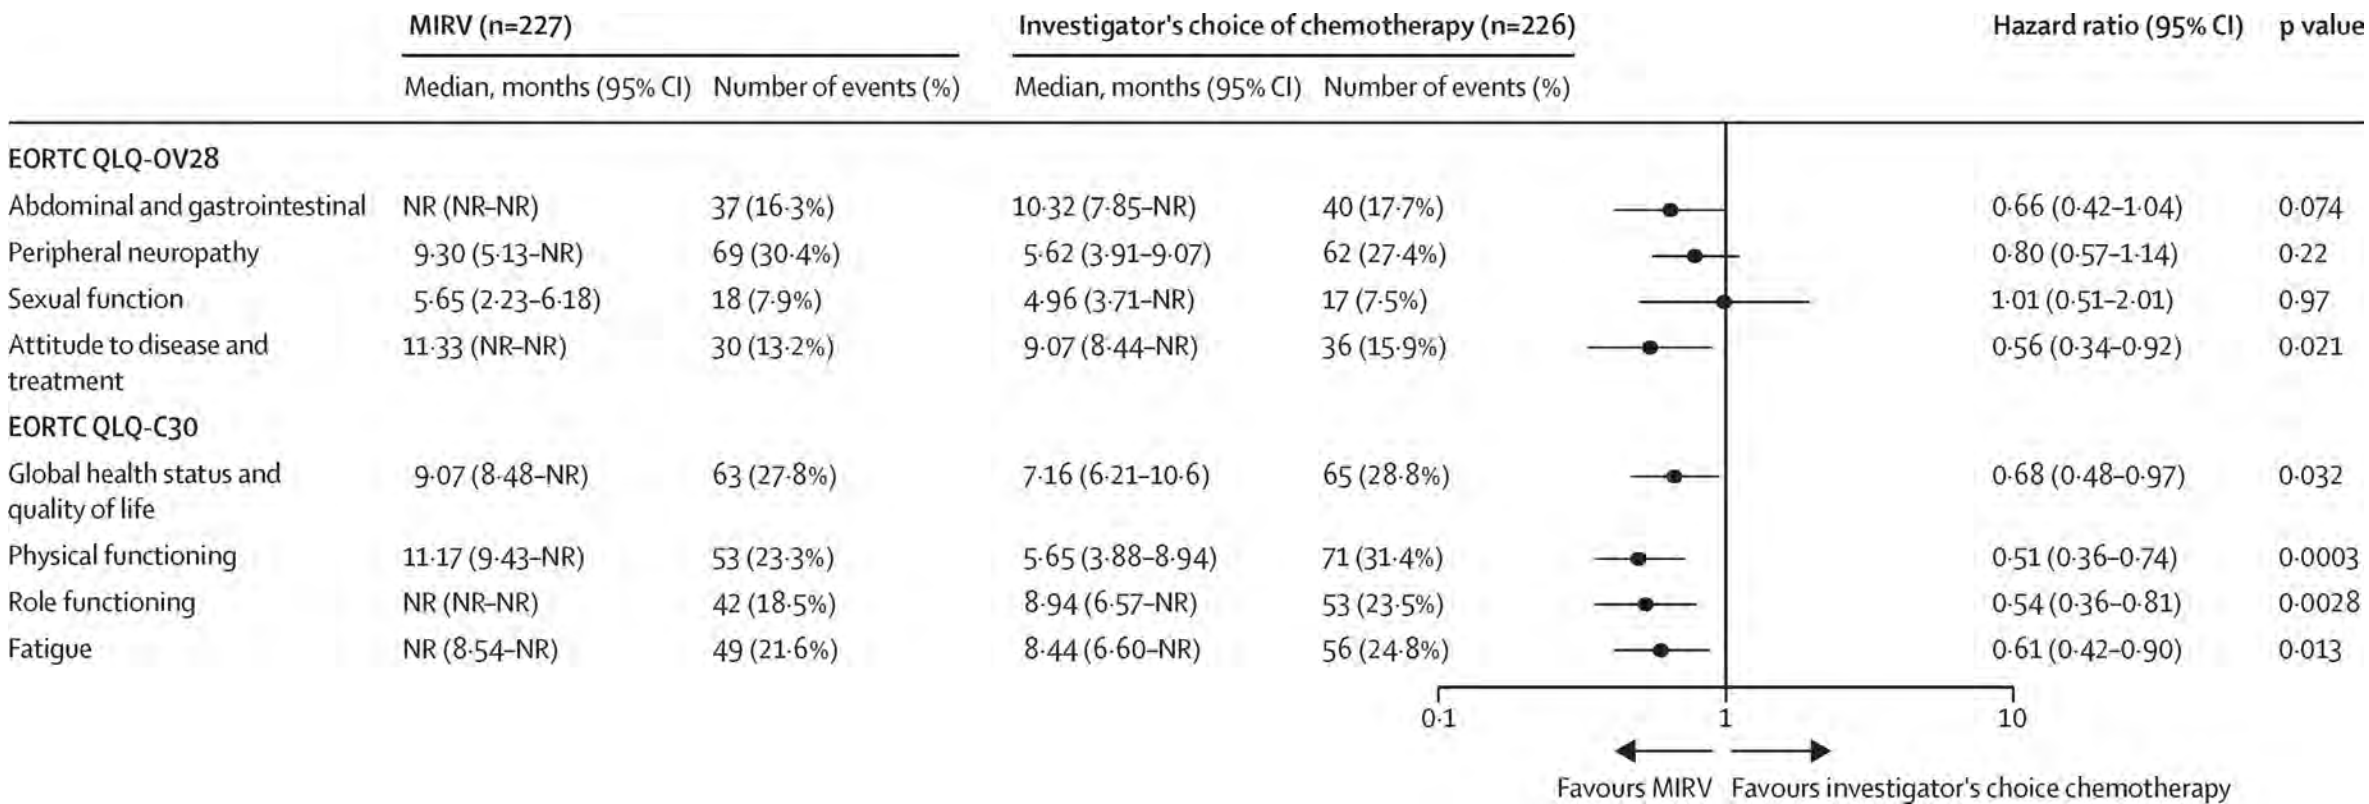 MIRV (n=227) Investigator's choice of chemotherapy (n=226) Hazard ratio (95% CI) p value
Median, months (95% CI) Number of events (%) Median, months (95% CI) Number of events (%)
EORTC QLQ-OV28
Abdominal and gastrointestinal NR (NR–NR) 37 (16·3%) 10·32 (7·85–NR) 40 (17·7%) 0·66 (0·42–1·04) 0·074
Peripheral neuropathy 9·30 (5·13–NR) 69 (30·4%) 5·62 (3·91–9·07) 62 (27·4%) 0·80 (0·57–1·14) 0·22
Sexual function 5·65 (2·23–6·18) 18 (7·9%) 4·96 (3·71–NR) 17 (7·5%) 1·01 (0·51–2·01) 0·97
Attitude to disease and 11·33 (NR–NR) 30 (13·2%) 9·07 (8·44–NR) 36 (15·9%) 0·56 (0·34–0·92) 0·021
treatment
EORTC QLQ-C30
Global health status and 9·07 (8·48–NR) 63 (27·8%) 7·16 (6·21–10·6) 65 (28·8%) 0·68 (0·48–0·97) 0·032
quality of life
Physical functioning 11·17 (9·43–NR) 53 (23·3%) 5·65 (3·88–8·94) 71 (31·4%) 0·51 (0·36–0·74) 0·0003
Role functioning NR (NR–NR) 42 (18·5%) 8·94 (6·57–NR) 53 (23·5%) 0·54 (0·36–0·81) 0·0028
Fatigue NR (8·54–NR) 49 (21·6%) 8·44 (6·60–NR) 56 (24·8%) 0·61 (0·42–0·90) 0·013
0·1 1 10
Favours MIRV Favours investigator's choice chemotherapy